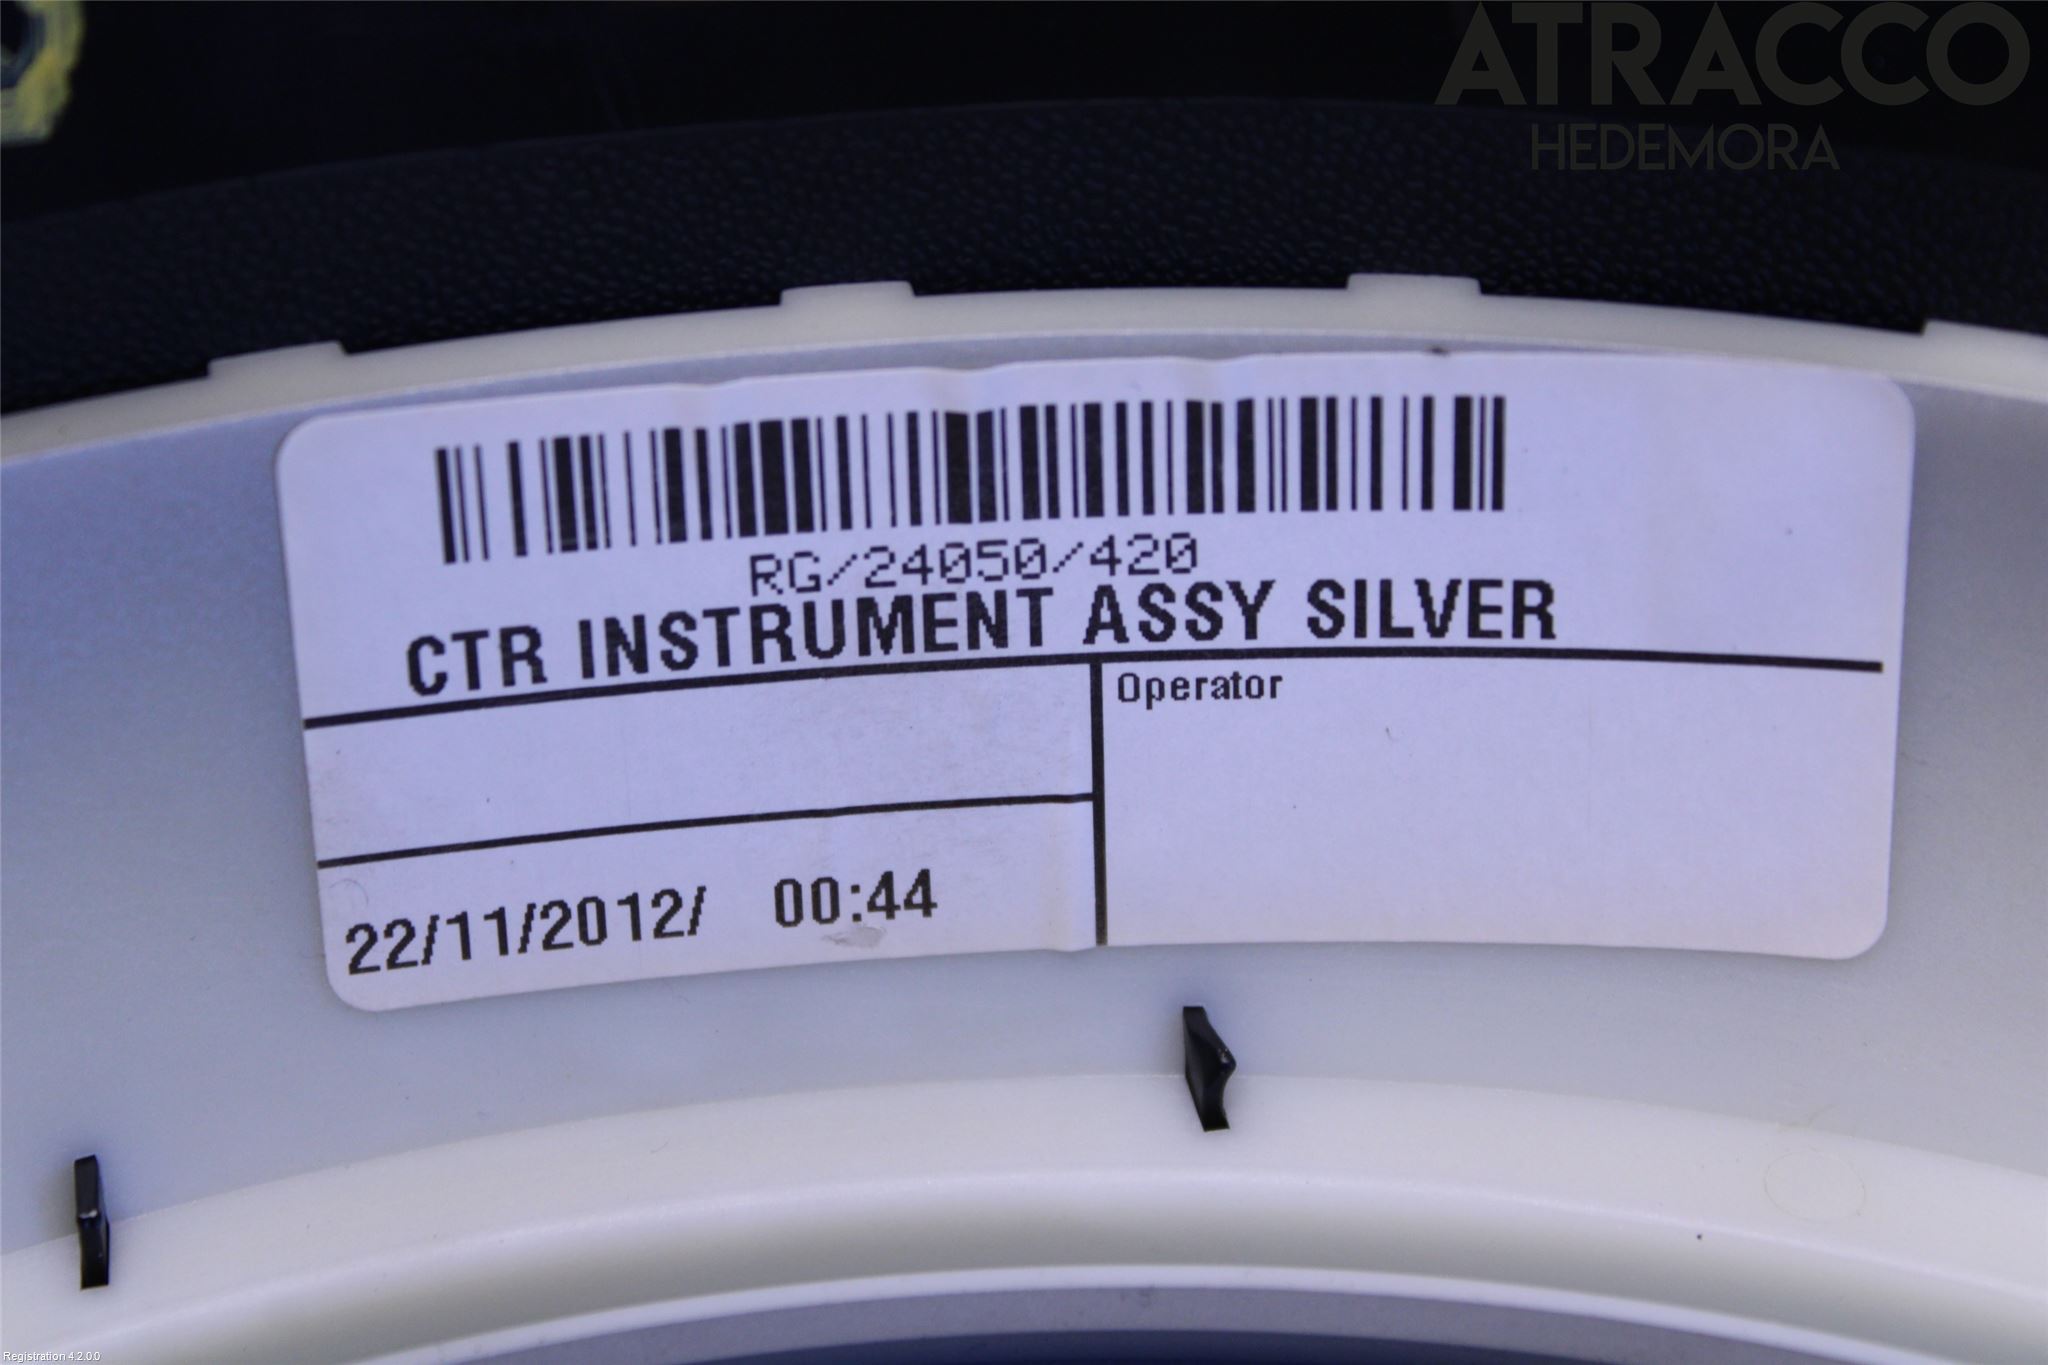 ATRACCO
HEDEMORA
RG/24050/420
CTR INSTRUMENT ASSY SILVER
Operator
22/11/2012/ 00:44
Registration 4.2.0.0